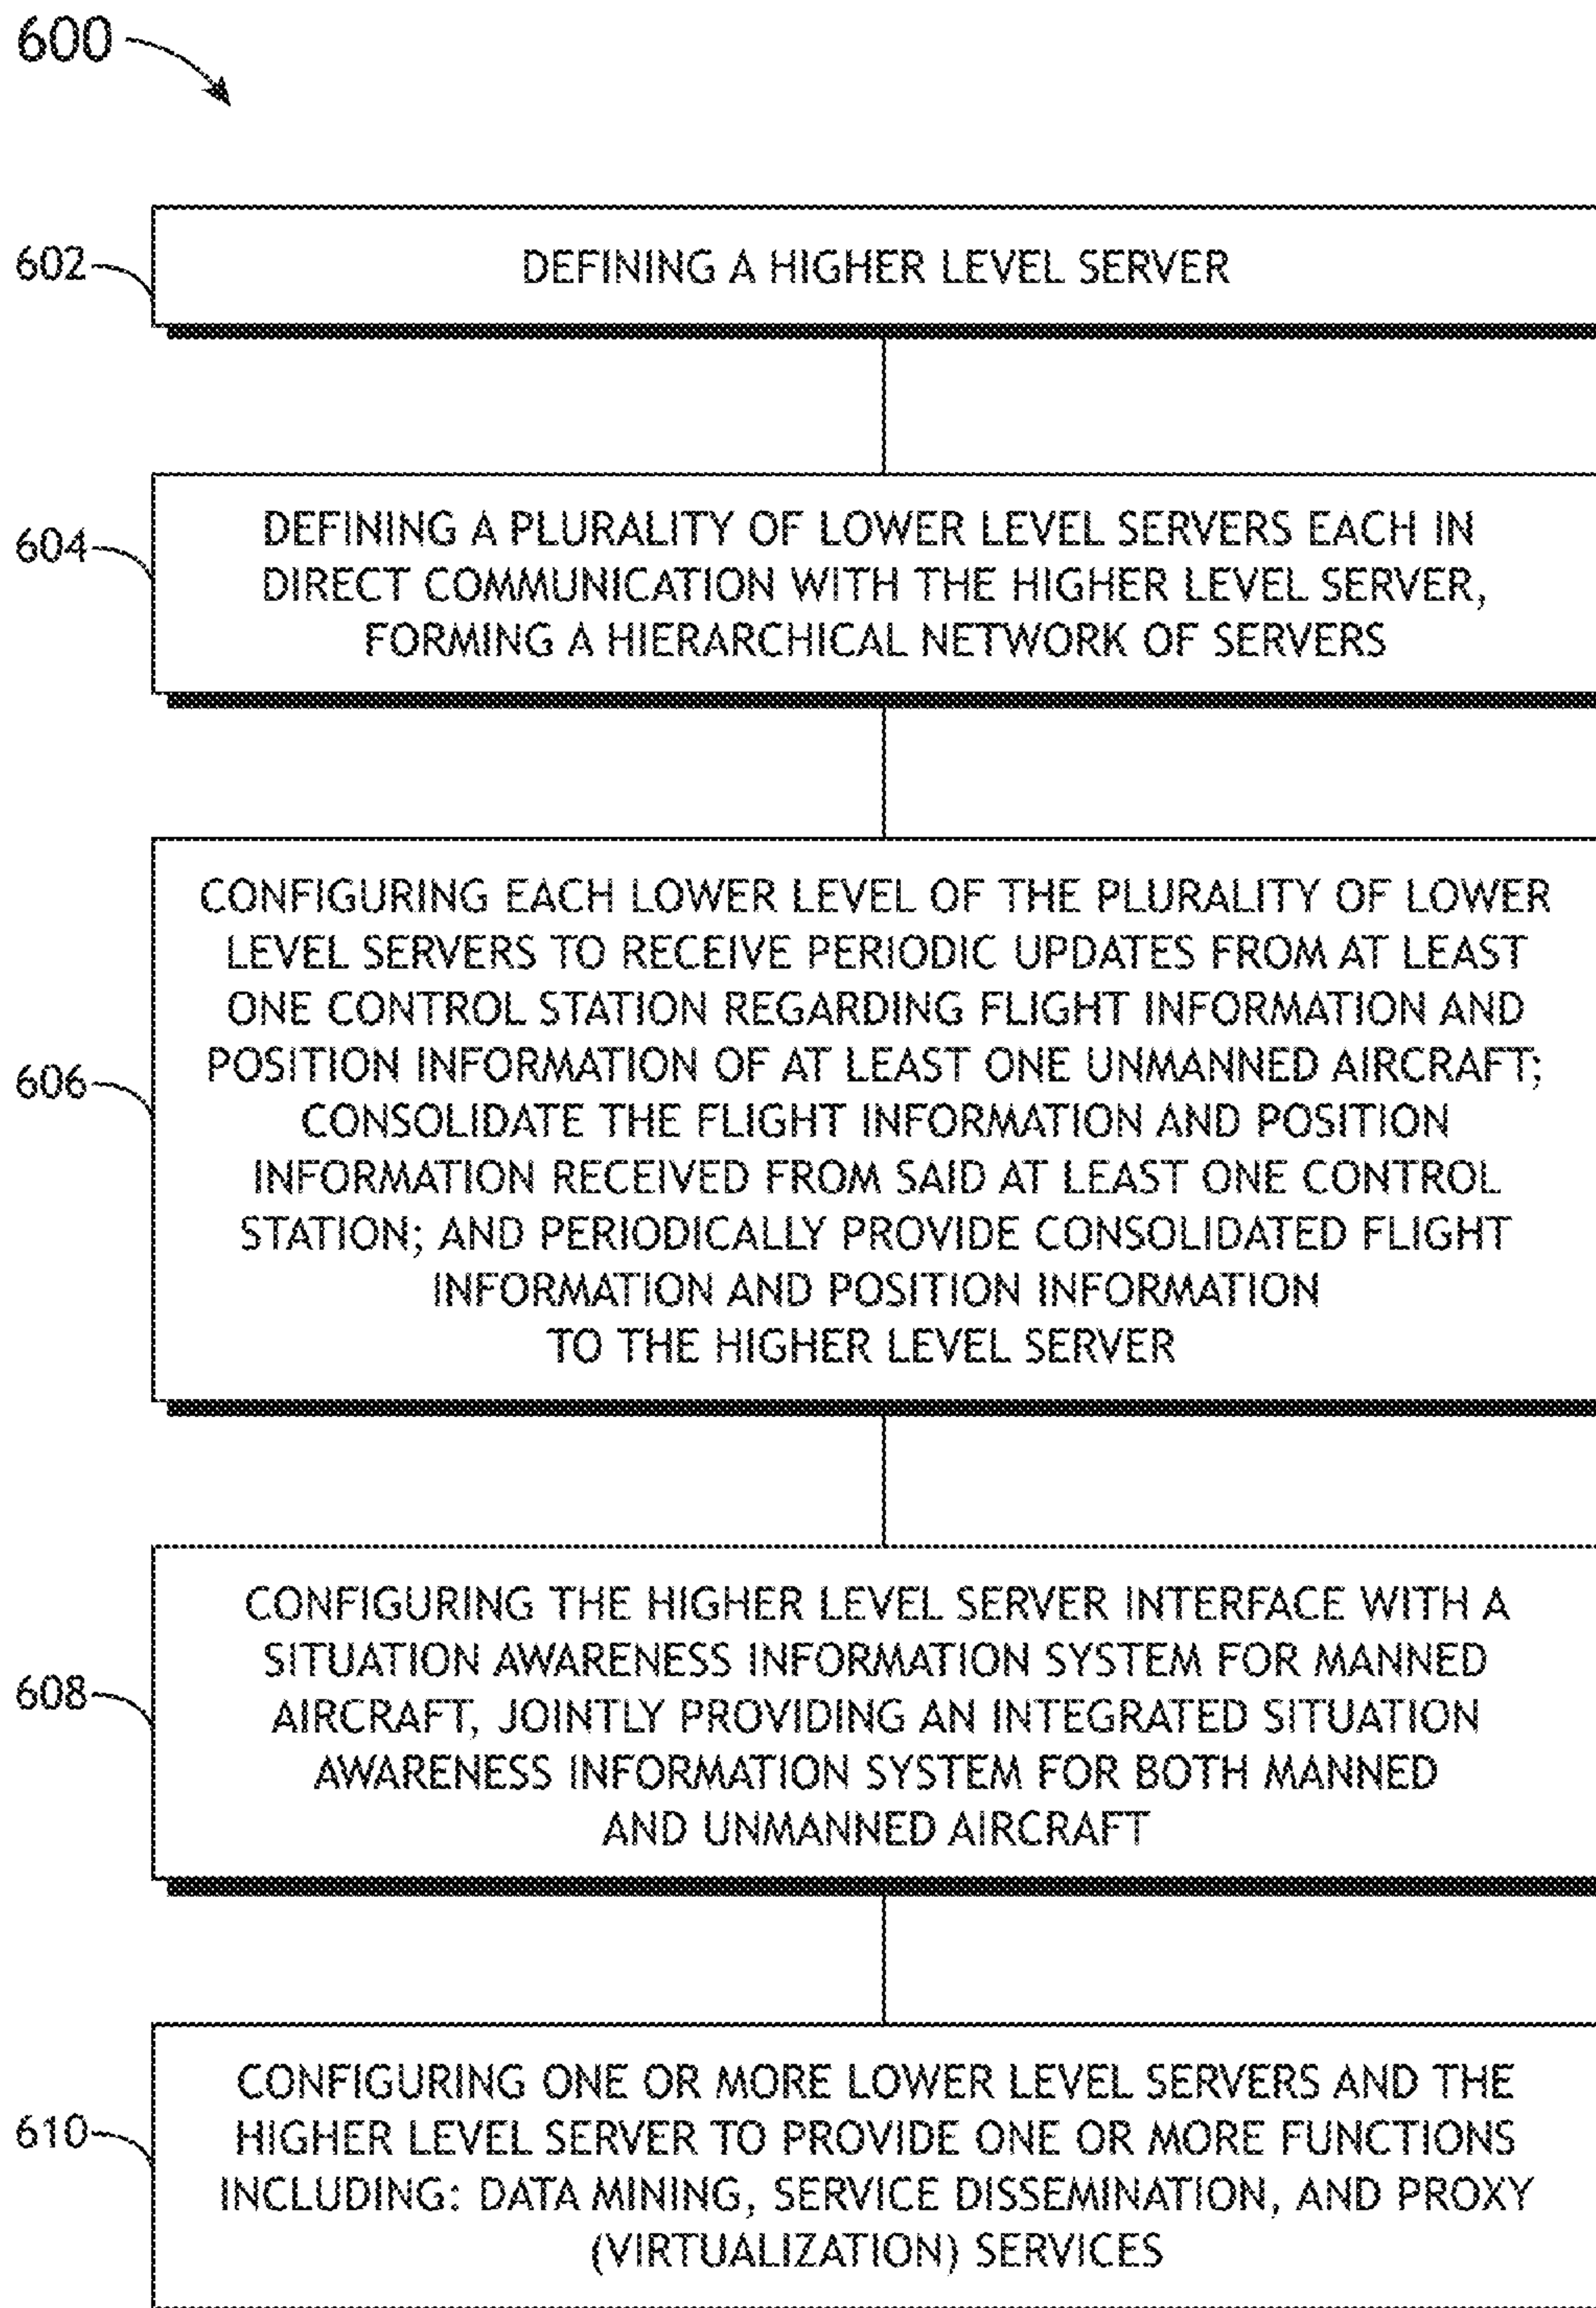 600
602
DEFINING A HIGHER LEVEL SERVER
604
DEFINING A PLURALITY OF LOWER LEVEL SERVERS EACH IN
DIRECT COMMUNICATION WITH THE HIGHER LEVEL SERVER,
FORMING A HIERARCHICAL NETWORK OF SERVERS
606
CONFIGURING EACH LOWER LEVEL OF THE PLURALITY OF LOWER
LEVEL SERVERS TO RECEIVE PERIODIC UPDATES FROM AT LEAST
ONE CONTROL STATION REGARDING FLIGHT INFORMATION AND
POSITION INFORMATION OF AT LEAST ONE UNMANNED AIRCRAFT;
CONSOLIDATE THE FLIGHT INFORMATION AND POSITION
INFORMATION RECEIVED FROM SAID AT LEAST ONE CONTROL
STATION; AND PERIODICALLY PROVIDE CONSOLIDATED FLIGHT
INFORMATION AND POSITION INFORMATION
TO THE HIGHER LEVEL SERVER
608
CONFIGURING THE HIGHER LEVEL SERVER INTERFACE WITH A
SITUATION AWARENESS INFORMATION SYSTEM FOR MANNED
AIRCRAFT, JOINTLY PROVIDING AN INTEGRATED SITUATION
AWARENESS INFORMATION SYSTEM FOR BOTH MANNED
AND UNMANNED AIRCRAFT
610
CONFIGURING ONE OR MORE LOWER LEVEL SERVERS AND THE
HIGHER LEVEL SERVER TO PROVIDE ONE OR MORE FUNCTIONS
INCLUDING: DATA MINING, SERVICE DISSEMINATION, AND PROXY
(VIRTUALIZATION) SERVICES